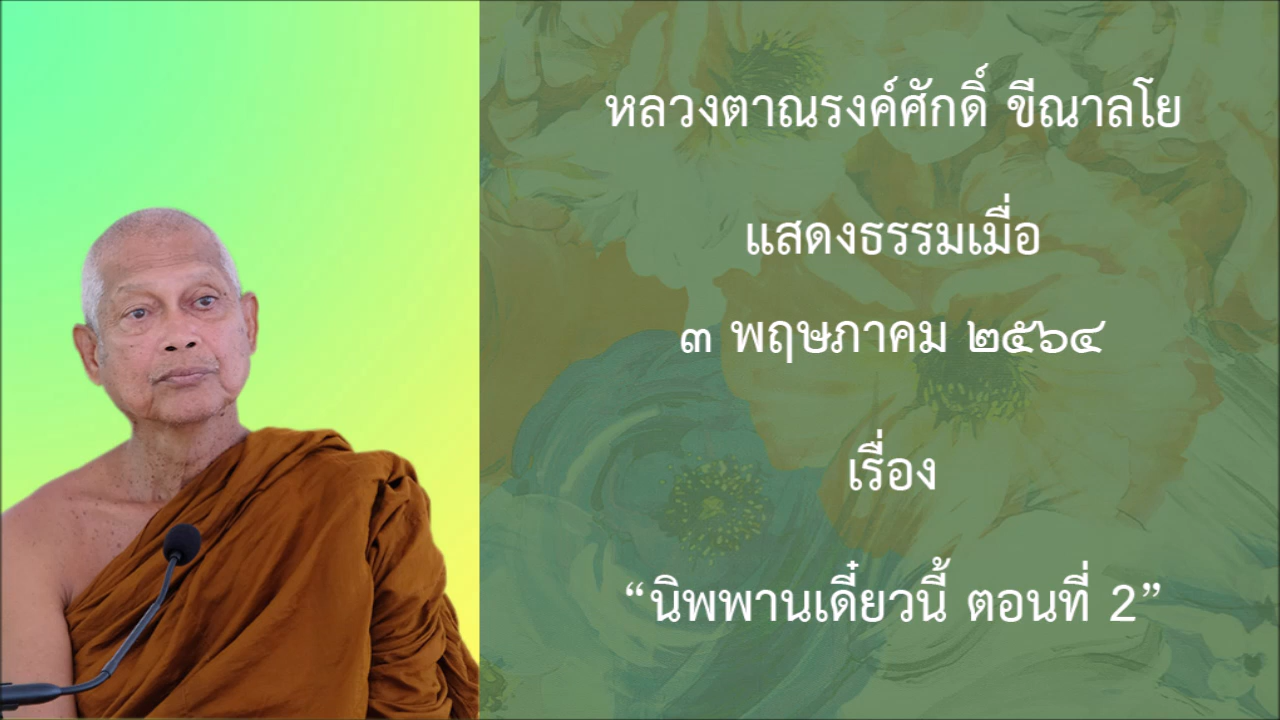 หลวงตาณรงค์ศักดิ์ ขีณาลโย
แสดงธรรมเมื่อ
๓ พฤษภาคม ๒๕๖๔
เรื่อง
“นิพพานเดี๋ยวนี้ ตอนที่ 2”